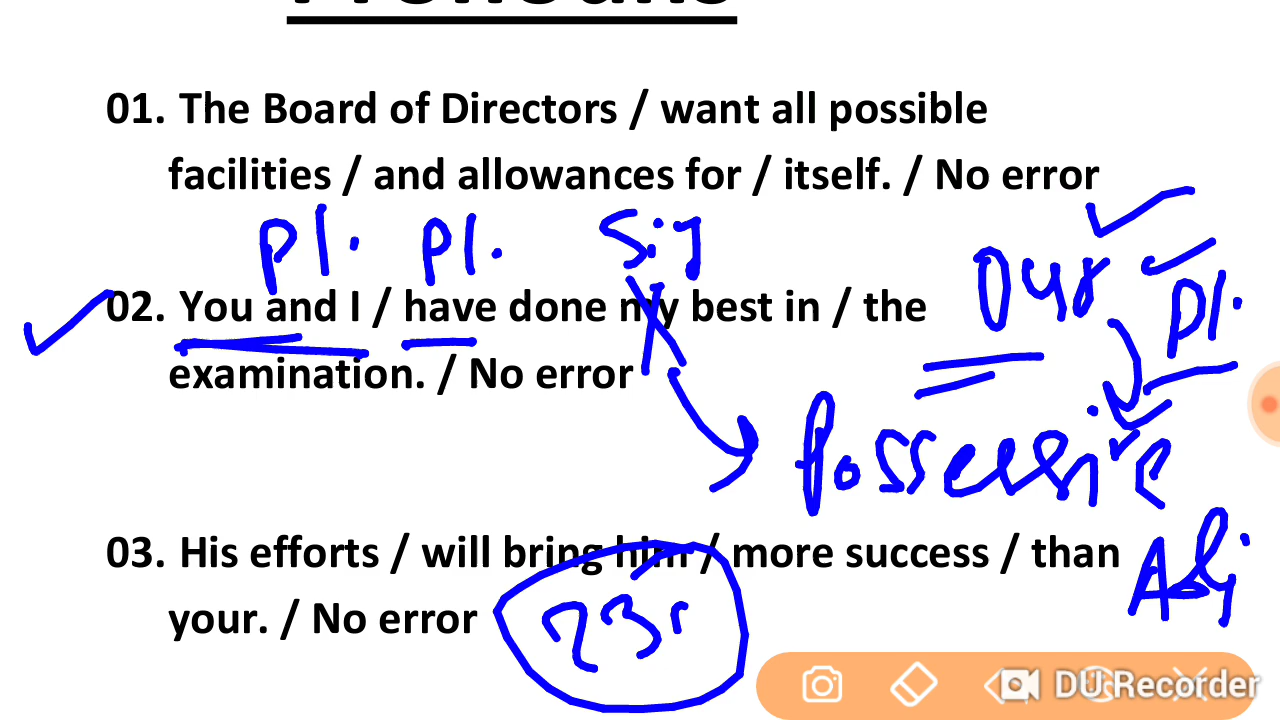 Pronouns
01. The Board of Directors / want all possible
facilities / and allowances for / itself. / No error
pl. pl. Sig
Our pl.
02. You and I / have done my best in / the
examination. / No error
Possessive
Adj.
03. His efforts / will bring him / more success / than
your. / No error
DU Recorder